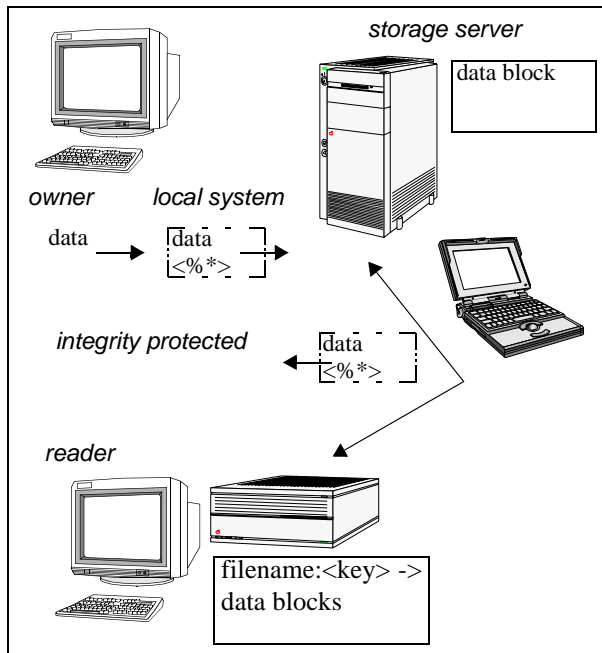 storage server
data block
owner
local system
data
data
<%*>
integrity protected
data
<%*>
reader
filename:<key> ->
data blocks